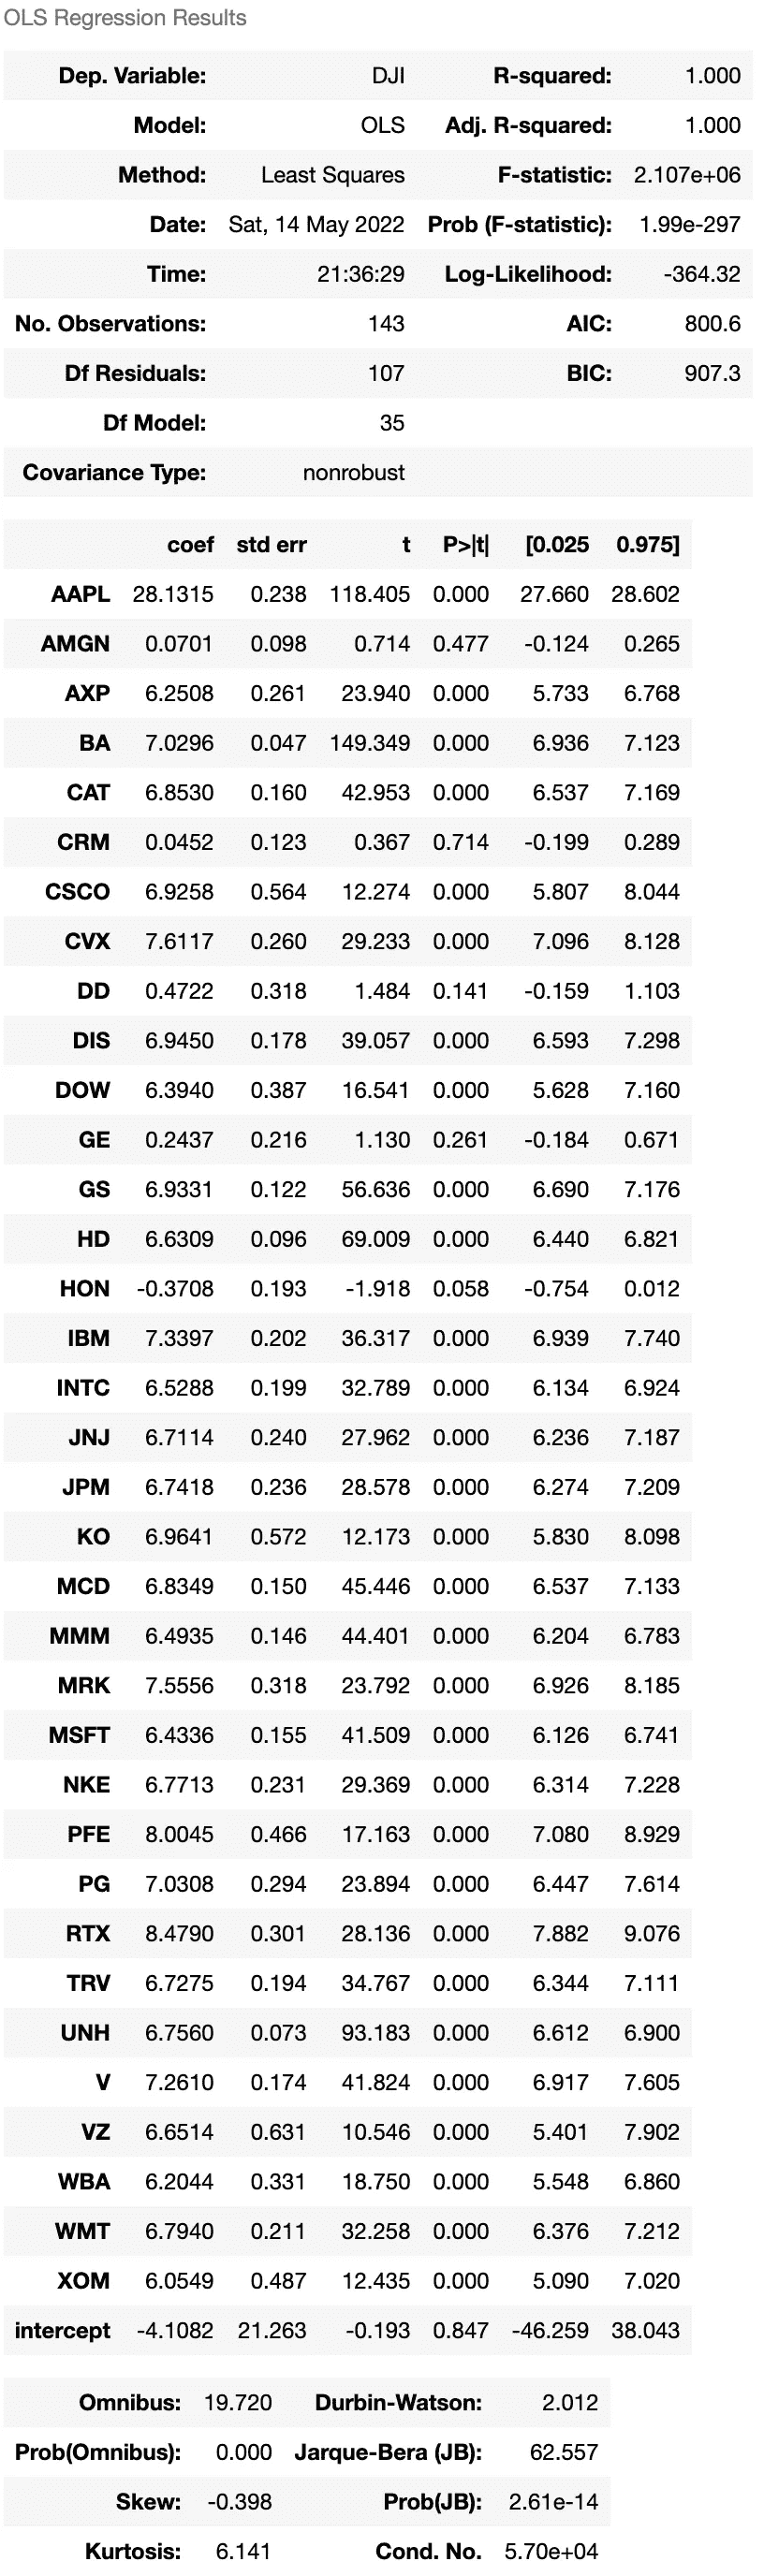 OLS Regression Results
Dep. Variable: DJI R-squared: 1.000
Model: OLS Adj. R-squared: 1.000
Method: Least Squares F-statistic: 2.107e+06
Date: Sat, 14 May 2022 Prob (F-statistic): 1.99e-297
Time: 21:36:29 Log-Likelihood: -364.32
No. Observations: 143 AIC: 800.6
Df Residuals: 107 BIC: 907.3
Df Model: 35
Covariance Type: nonrobust
coef std err t P>|t| [0.025 0.975]
AAPL 28.1315 0.238 118.405 0.000 27.660 28.602
AMGN 0.0701 0.098 0.714 0.477 -0.124 0.265
AXP 6.2508 0.261 23.940 0.000 5.733 6.768
BA 7.0296 0.047 149.349 0.000 6.936 7.123
CAT 6.8530 0.160 42.953 0.000 6.537 7.169
CRM 0.0452 0.123 0.367 0.714 -0.199 0.289
CSCO 6.9258 0.564 12.274 0.000 5.807 8.044
CVX 7.6117 0.260 29.233 0.000 7.096 8.128
DD 0.4722 0.318 1.484 0.141 -0.159 1.103
DIS 6.9450 0.178 39.057 0.000 6.593 7.298
DOW 6.3940 0.387 16.541 0.000 5.628 7.160
GE 0.2437 0.216 1.130 0.261 -0.184 0.671
GS 6.9331 0.122 56.636 0.000 6.690 7.176
HD 6.6309 0.096 69.009 0.000 6.440 6.821
HON -0.3708 0.193 -1.918 0.058 -0.754 0.012
IBM 7.3397 0.202 36.317 0.000 6.939 7.740
INTC 6.5288 0.199 32.789 0.000 6.134 6.924
JNJ 6.7114 0.240 27.962 0.000 6.236 7.187
JPM 6.7418 0.236 28.578 0.000 6.274 7.209
KO 6.9641 0.572 12.173 0.000 5.830 8.098
MCD 6.8349 0.150 45.446 0.000 6.537 7.133
MMM 6.4935 0.146 44.401 0.000 6.204 6.783
MRK 7.5556 0.318 23.792 0.000 6.926 8.185
MSFT 6.4336 0.155 41.509 0.000 6.126 6.741
NKE 6.7713 0.231 29.369 0.000 6.314 7.228
PFE 8.0045 0.466 17.163 0.000 7.080 8.929
PG 7.0308 0.294 23.894 0.000 6.447 7.614
RTX 8.4790 0.301 28.136 0.000 7.882 9.076
TRV 6.7275 0.194 34.767 0.000 6.344 7.111
UNH 6.7560 0.073 93.183 0.000 6.612 6.900
V 7.2610 0.174 41.824 0.000 6.917 7.605
VZ 6.6514 0.631 10.546 0.000 5.401 7.902
WBA 6.2044 0.331 18.750 0.000 5.548 6.860
WMT 6.7940 0.211 32.258 0.000 6.376 7.212
XOM 6.0549 0.487 12.435 0.000 5.090 7.020
intercept -4.1082 21.263 -0.193 0.847 -46.259 38.043
Omnibus: 19.720 Durbin-Watson: 2.012
Prob(Omnibus): 0.000 Jarque-Bera (JB): 62.557
Skew: -0.398 Prob(JB): 2.61e-14
Kurtosis: 6.141 Cond. No. 5.70e+04